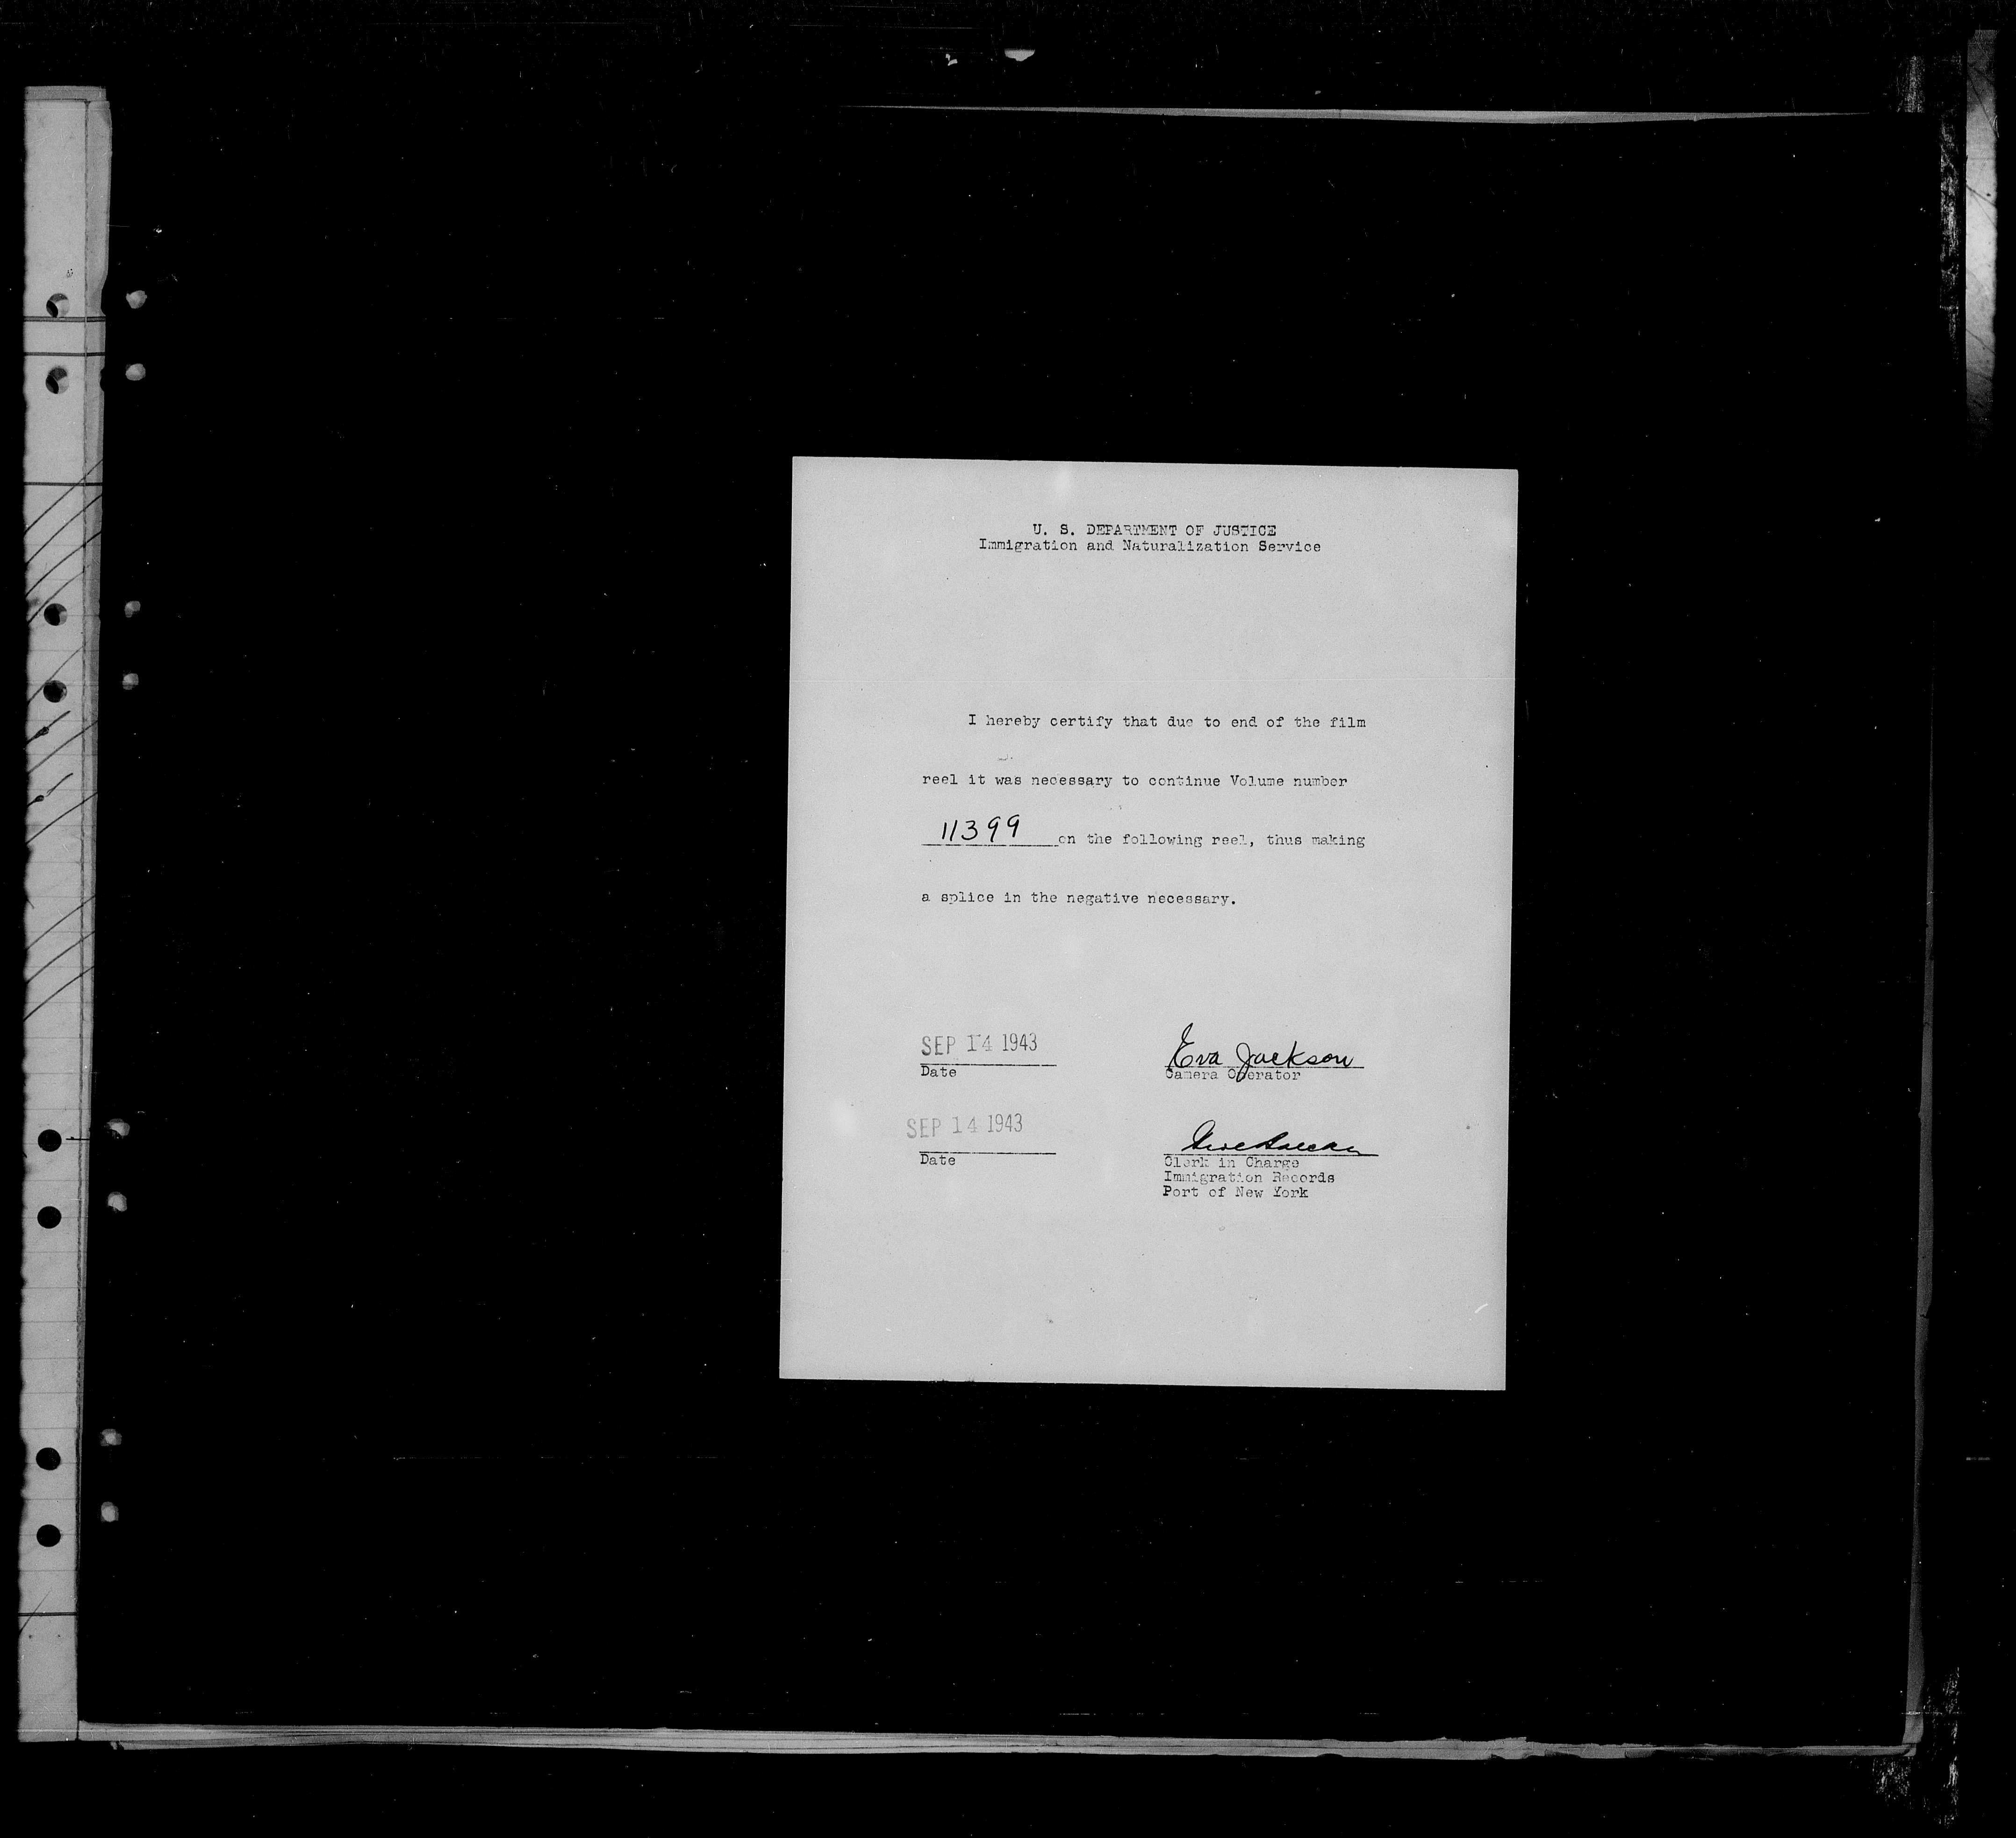 U. S. DEPARTMENT OF JUSTICE
Immigration and Naturalization Service
I hereby certify that due to end of the film
reel it was necessary to continue Volume number
11399 on the following reel, thus making
a splice in the negative necessary.
SEP 14 1943
Date
Eva Jackson
Camera Operator
SEP 14 1943
Date
Clerk in Charge
Immigration Records
Port of New York